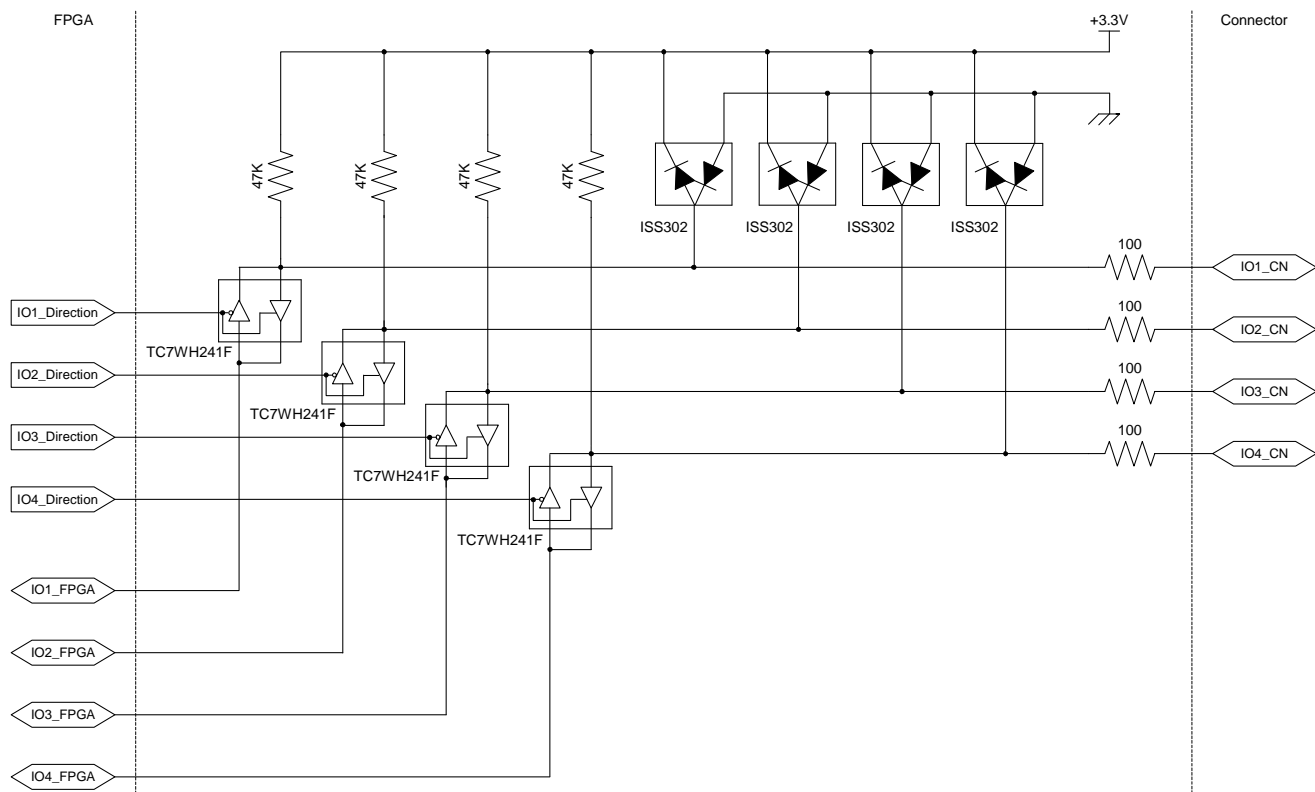 FPGA
+3.3V
Connector
47K
47K
47K
47K
ISS302
ISS302
ISS302
ISS302
100
IO1_CN
IO1_Direction
100
IO2_CN
TC7WH241F
IO2_Direction
100
IO3_CN
TC7WH241F
IO3_Direction
100
IO4_CN
TC7WH241F
IO4_Direction
TC7WH241F
IO1_FPGA
IO2_FPGA
IO3_FPGA
IO4_FPGA